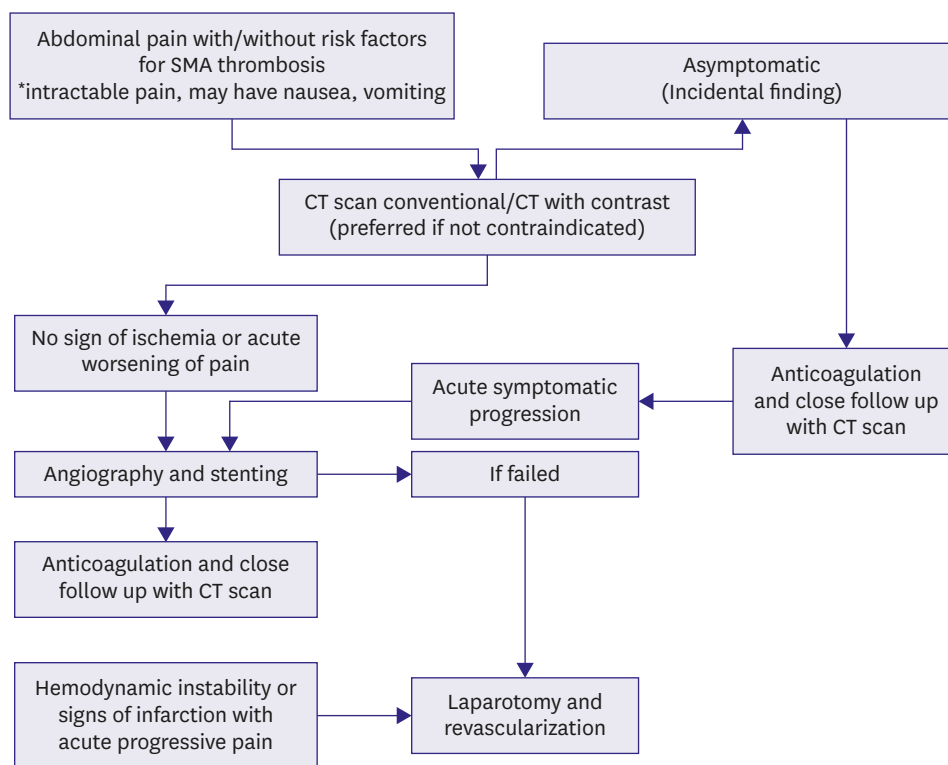 Abdominal pain with/without risk factors
for SMA thrombosis
*intractable pain, may have nausea, vomiting
Asymptomatic
(Incidental finding)
CT scan conventional/CT with contrast
(preferred if not contraindicated)
No sign of ischemia or acute
worsening of pain
Acute symptomatic
progression
Anticoagulation
and close follow up
with CT scan
Angiography and stenting
If failed
Anticoagulation and close
follow up with CT scan
Hemodynamic instability or
signs of infarction with
acute progressive pain
Laparotomy and
revascularization